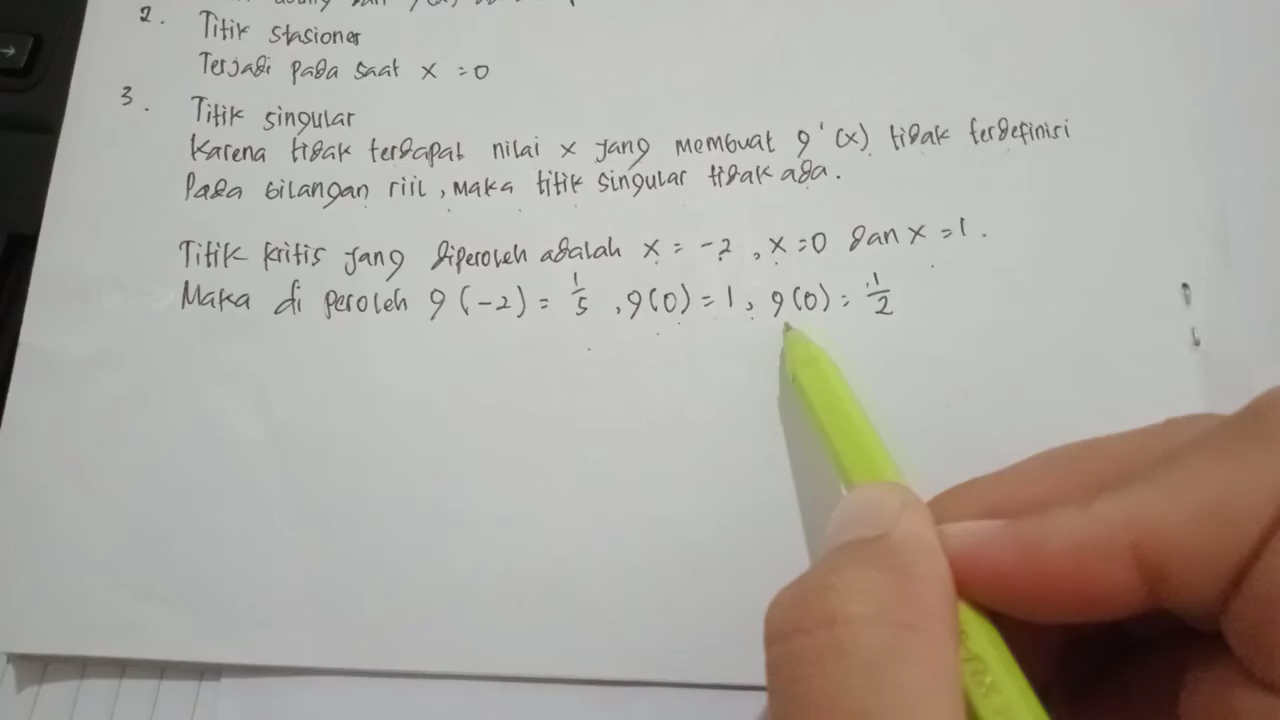 2. Titik stasioner
Terjadi pada saat x = 0
3. Titik singular
Karena tidak terdapat nilai x yang membuat g'(x) tidak terdefinisi
Pada bilangan riil, maka titik singular tidak ada.
Titik kritis yang diperoleh adalah x = -2, x = 0 dan x = 1.
Maka di peroleh g(-2) = 1/5, g(0) = 1, g(0) = 1/2